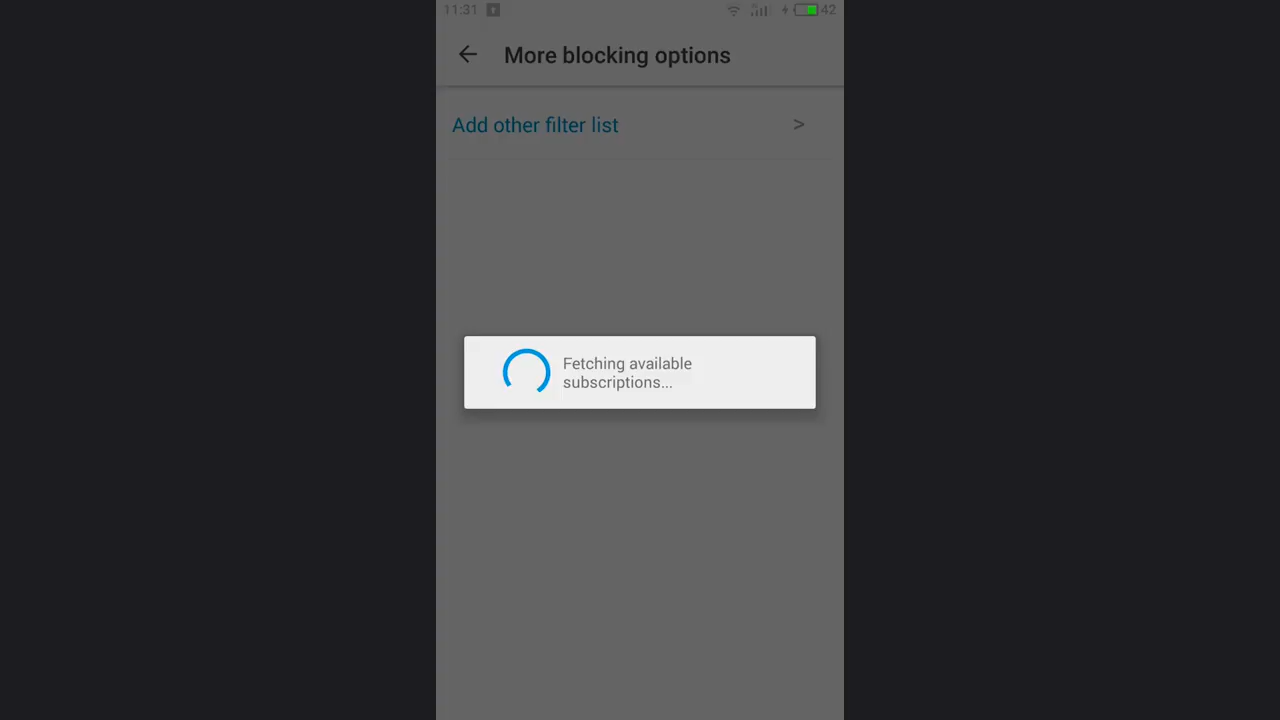 11:31 42
More blocking options
Add other filter list >
Fetching available
subscriptions...